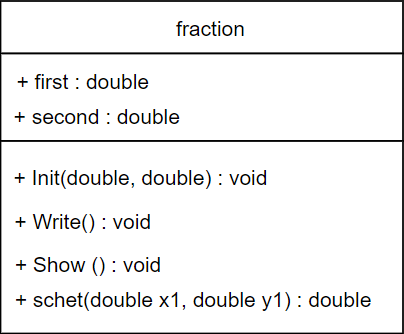 fraction
+ first : double
+ second : double
+ Init(double, double) : void
+ Write() : void
+ Show () : void
+ schet(double x1, double y1) : double